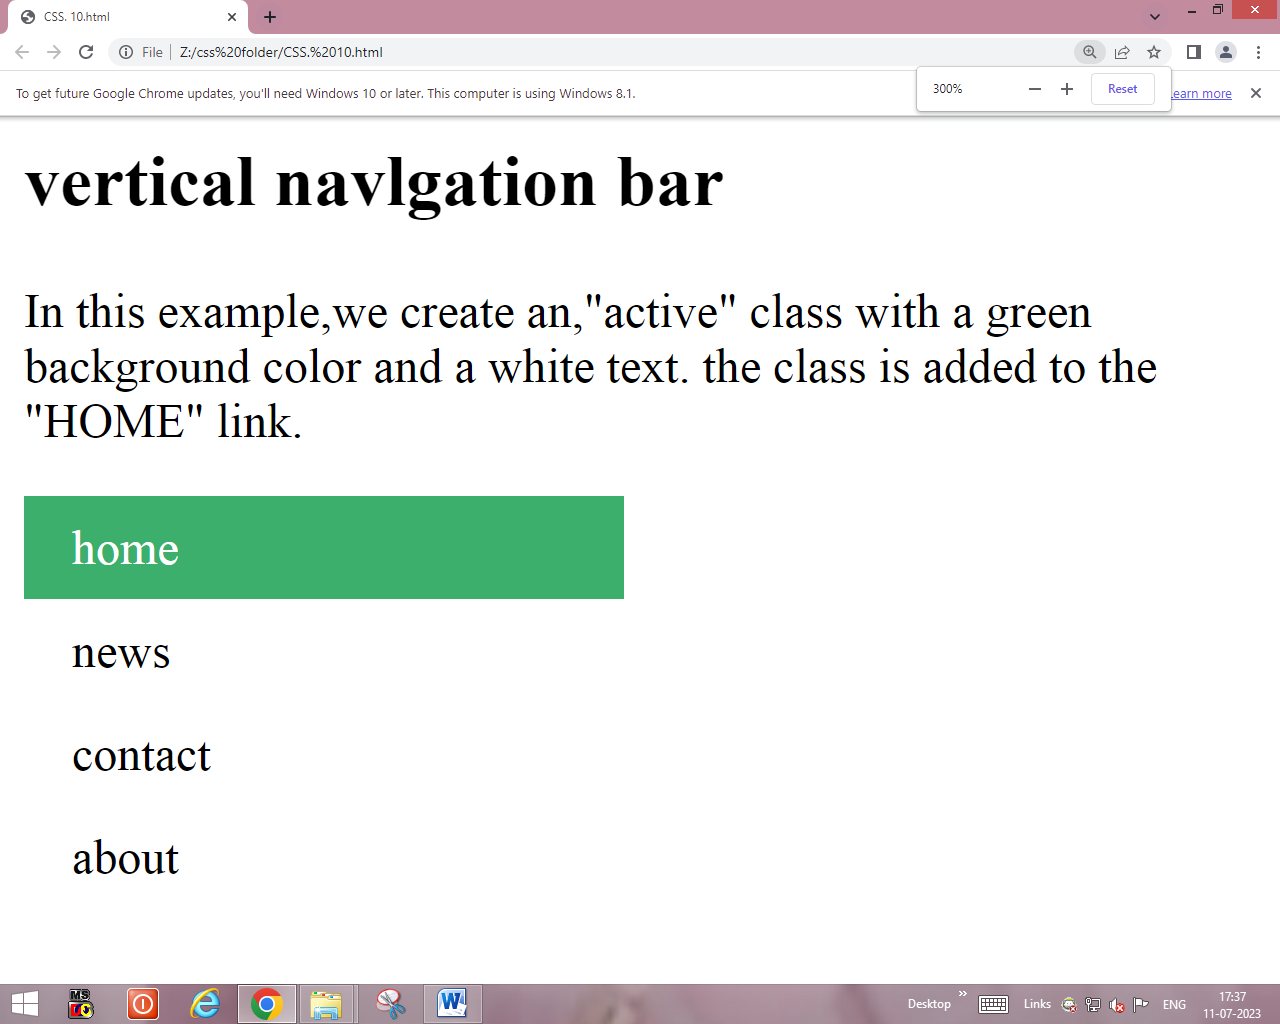 CSS. 10.html
File
Z:/css%20folder/CSS.%2010.html
To get future Google Chrome updates, you'll need Windows 10 or later. This computer is using Windows 8.1.
300%
Reset
earn more
vertical navlgation bar
In this example,we create an,"active" class with a green
background color and a white text. the class is added to the
"HOME" link.
home
news
contact
about
MS
W
Desktop
Links
ENG
17:37
11-07-2023